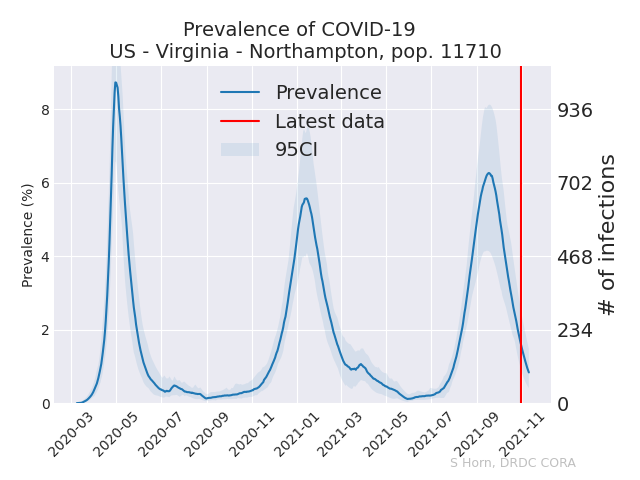 Prevalence of COVID-19
US - Virginia - Northampton, pop. 11710
Prevalence
Latest data
95CI
Prevalence (%)
8
6
4
2
0
936
702
468
234
0
# of infections
2020-03
2020-05
2020-07
2020-09
2020-11
2021-01
2021-03
2021-05
2021-07
2021-09
2021-11
S Horn, DRDC CORA